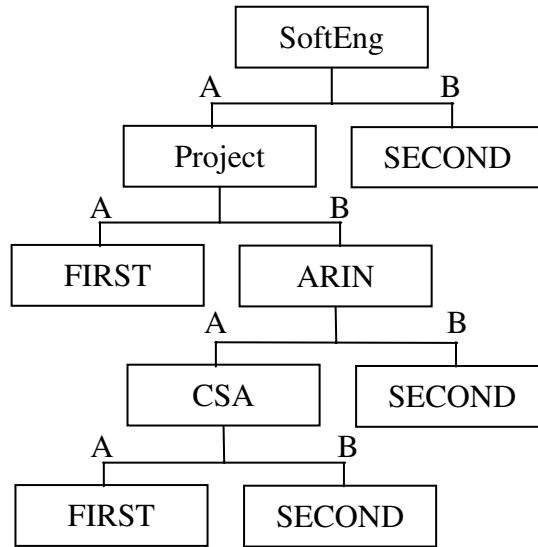 SoftEng
A B
Project SECOND
A B
FIRST ARIN
A B
CSA SECOND
A B
FIRST SECOND